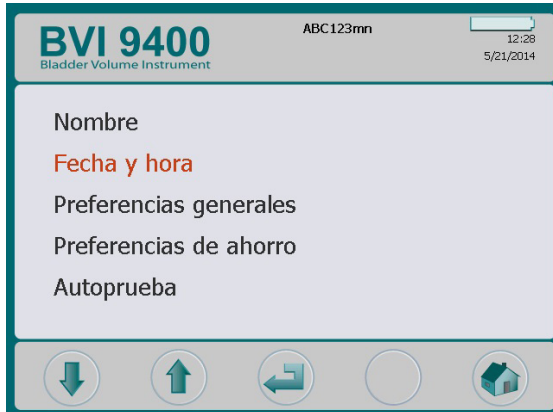 BVI 9400
Bladder Volume Instrument
ABC123mn
12:28
5/21/2014
Nombre
Fecha y hora
Preferencias generales
Preferencias de ahorro
Autoprueba